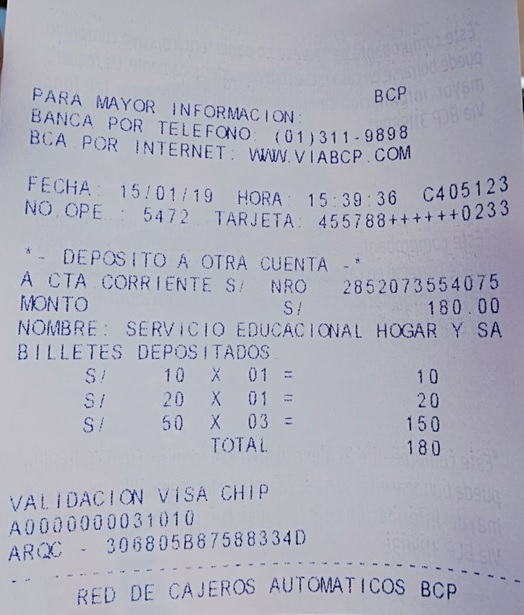 BCP
PARA MAYOR INFORMACION:
BANCA POR TELEFONO: (01)311-9898
BCA POR INTERNET: WWW.VIABCP.COM
FECHA: 15/01/19 HORA: 15:39:36 C405123
NO.OPE.: 5472 TARJETA: 455788++++++0233
*- DEPOSITO A OTRA CUENTA -*
A CTA CORRIENTE S/ NRO 2852073554075
MONTO S/ 180.00
NOMBRE: SERVICIO EDUCACIONAL HOGAR Y SA
BILLETES DEPOSITADOS:
S/ 10 X 01 = 10
S/ 20 X 01 = 20
S/ 50 X 03 = 150
TOTAL 180
VALIDACION VISA CHIP
A0000000031010
ARQC - 306805B87588334D
RED DE CAJEROS AUTOMATICOS BCP